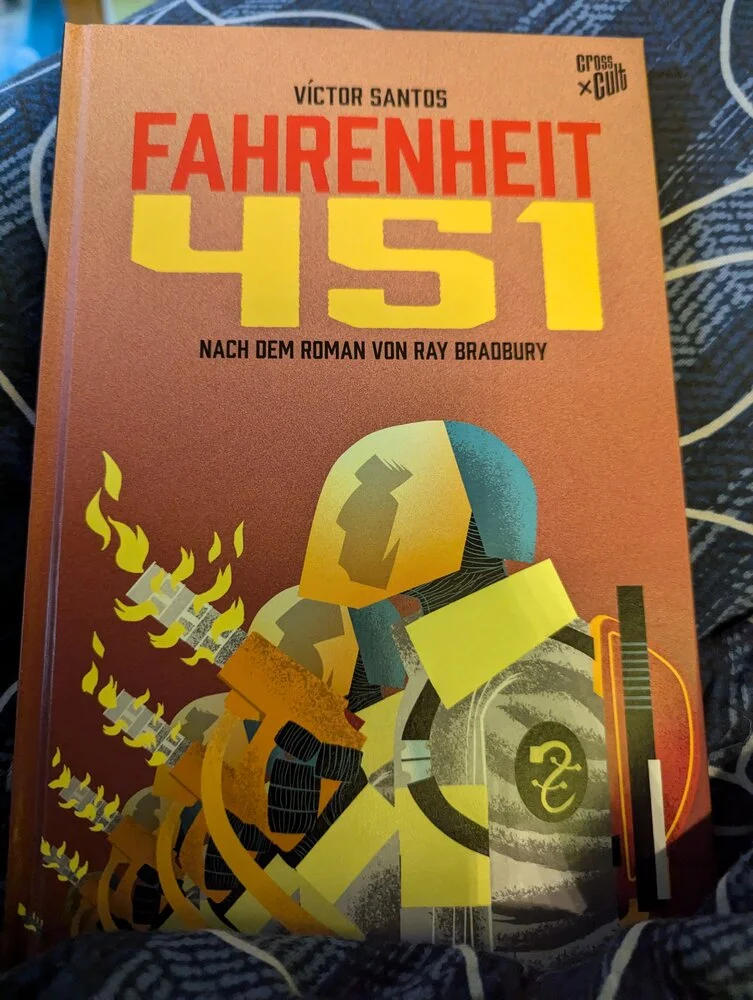 cross
cult
VÍCTOR SANTOS
FAHRENHEIT
451
NACH DEM ROMAN VON RAY BRADBURY